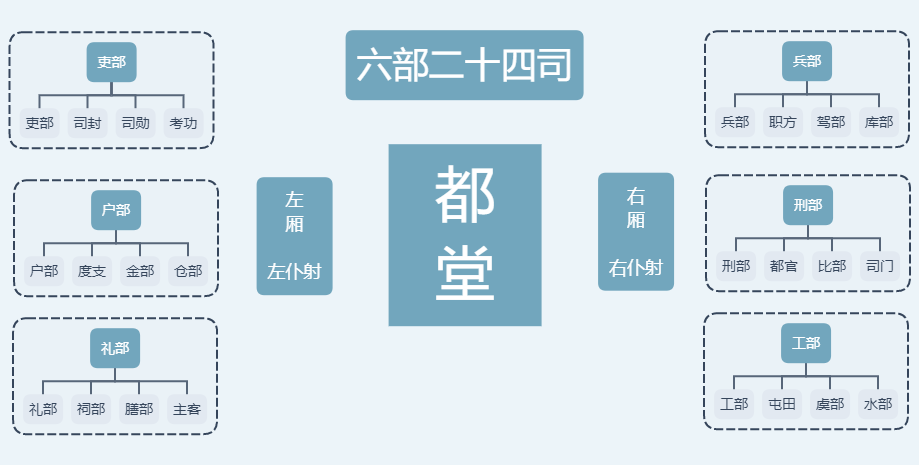 六部二十四司
吏部
吏部
司封
司勋
考功
户部
户部
度支
金部
仓部
礼部
礼部
祠部
膳部
主客
左
厢
左仆射
都
堂
右
厢
右仆射
兵部
兵部
职方
驾部
库部
刑部
刑部
都官
比部
司门
工部
工部
屯田
虞部
水部